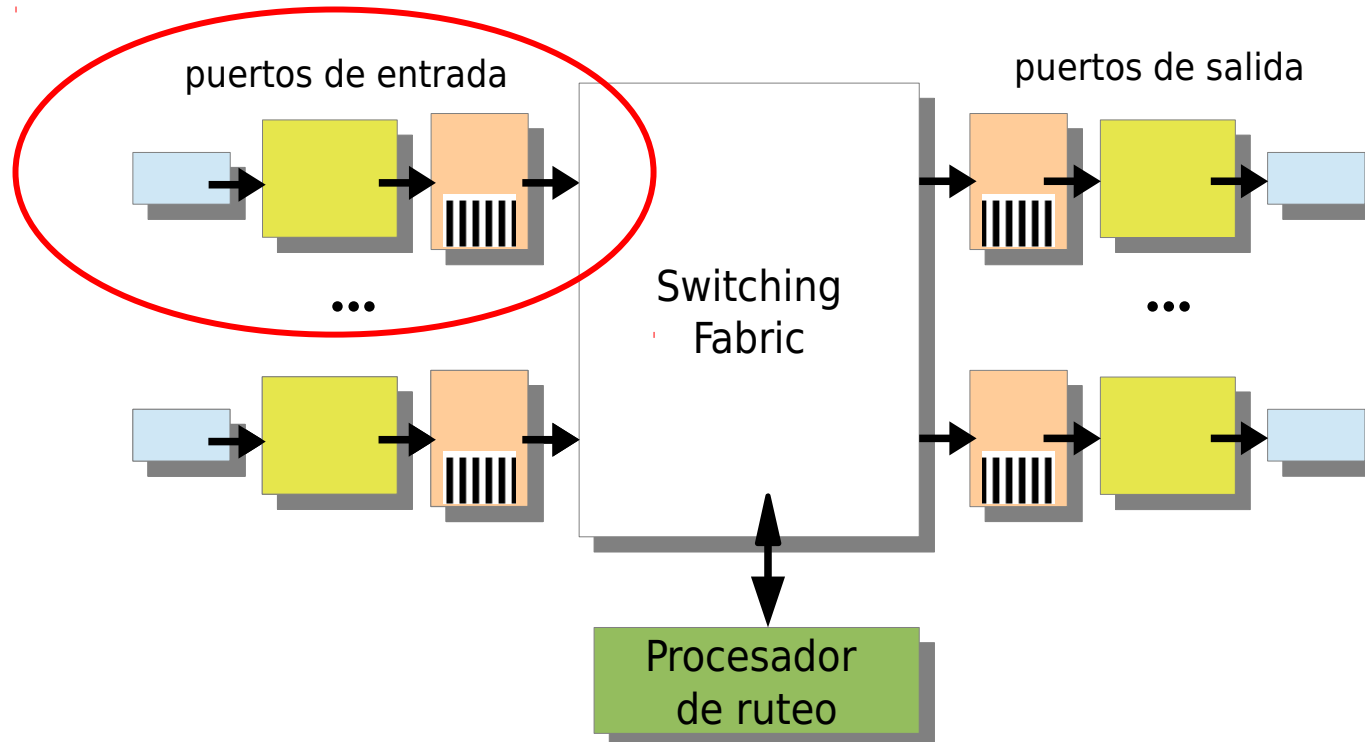 puertos de entrada
puertos de salida
...
Switching
Fabric
...
Procesador
de ruteo